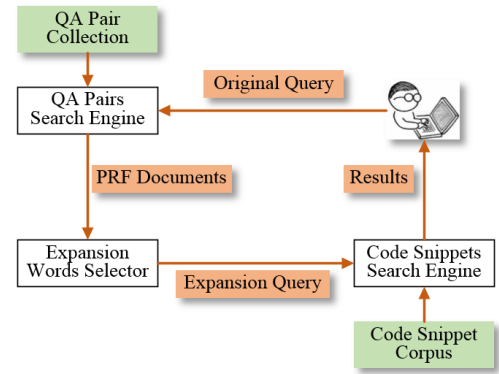 QA Pair
Collection
Original Query
QA Pairs
Search Engine
PRF Documents
Results
Expansion
Words Selector
Expansion Query
Code Snippets
Search Engine
Code Snippet
Corpus